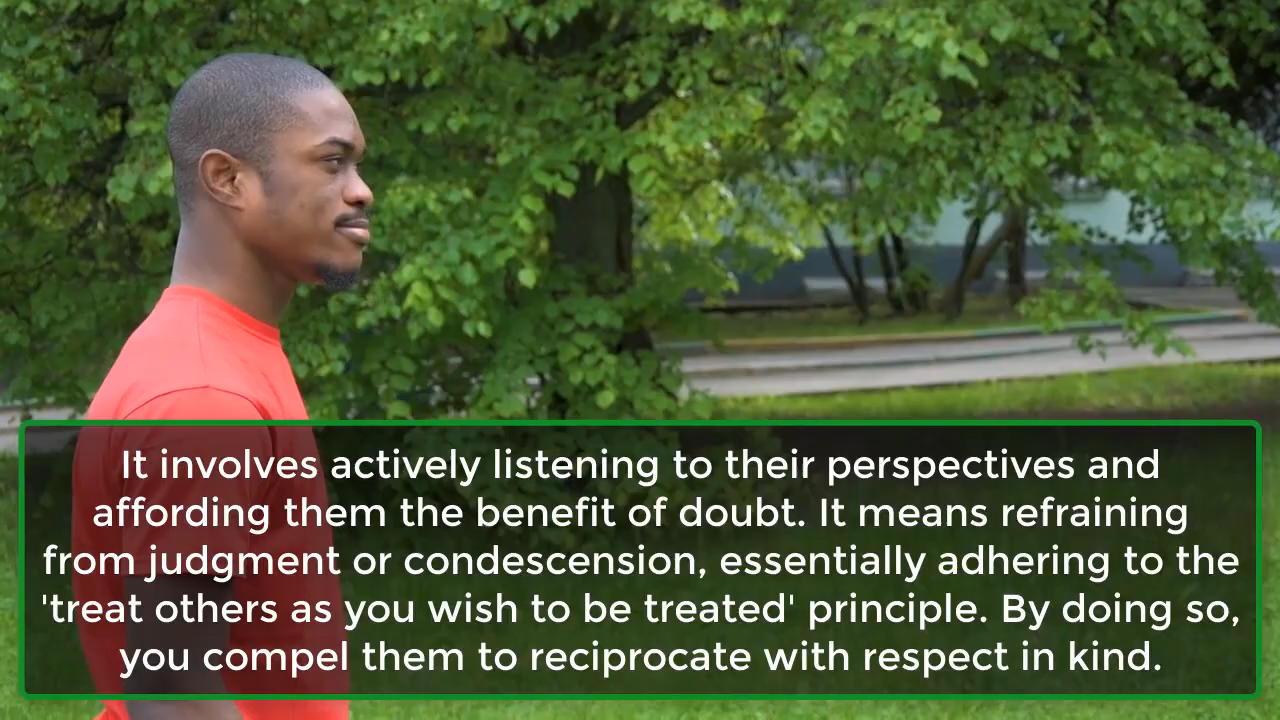 It involves actively listening to their perspectives and
affording them the benefit of doubt. It means refraining
from judgment or condescension, essentially adhering to the
'treat others as you wish to be treated' principle. By doing so,
you compel them to reciprocate with respect in kind.